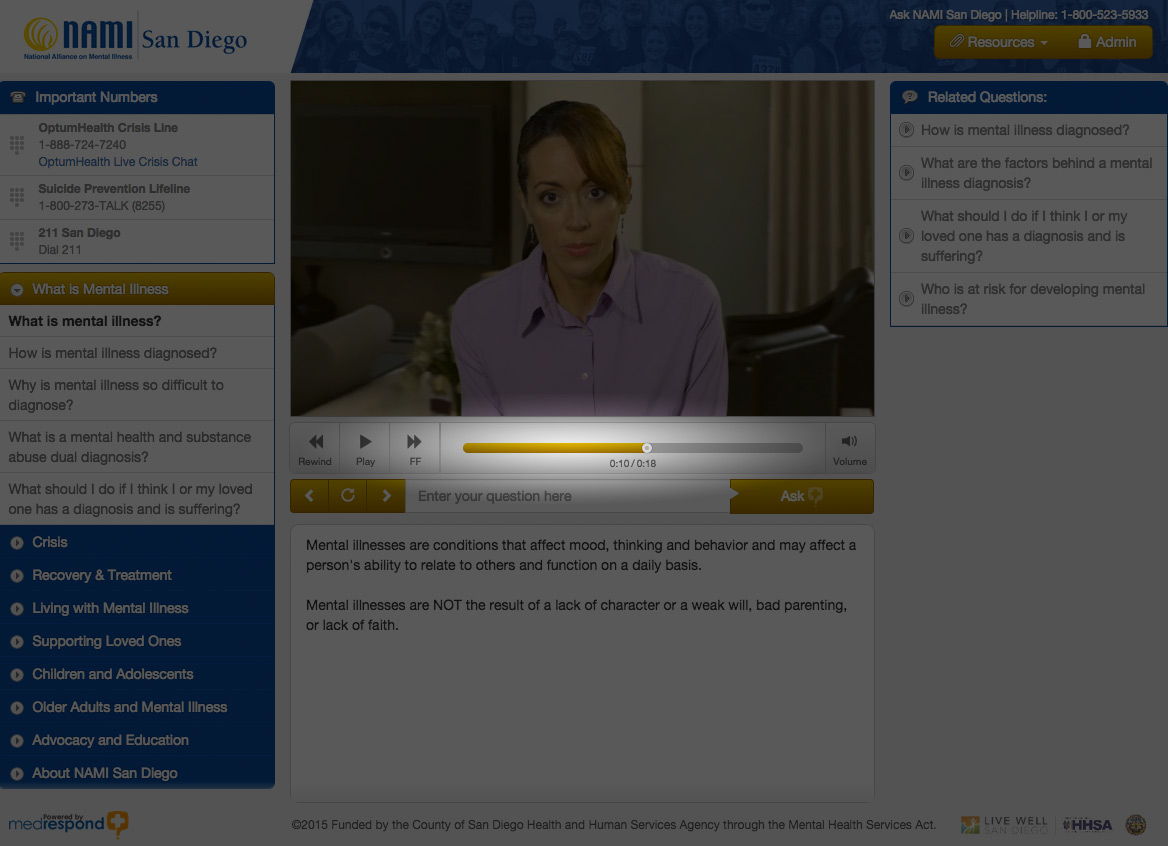 NAMI San Diego
National Alliance on Mental Illness
Ask NAMI San Diego | Helpline: 1-800-523-5933
Resources
Admin
Important Numbers
OptumHealth Crisis Line
1-888-724-7240
OptumHealth Live Crisis Chat
Suicide Prevention Lifeline
1-800-273-TALK (8255)
211 San Diego
Dial 211
What is Mental Illness
What is mental illness?
How is mental illness diagnosed?
Why is mental illness so difficult to
diagnose?
What is a mental health and substance
abuse dual diagnosis?
What should I do if I think I or my loved
one has a diagnosis and is suffering?
Crisis
Recovery & Treatment
Living with Mental Illness
Supporting Loved Ones
Children and Adolescents
Older Adults and Mental Illness
Advocacy and Education
About NAMI San Diego
Rewind
Play
FF
0:10 / 0:18
Volume
Enter your question here
Ask
Mental illnesses are conditions that affect mood, thinking and behavior and may affect a
person's ability to relate to others and function on a daily basis.
Mental illnesses are NOT the result of a lack of character or a weak will, bad parenting,
or lack of faith.
Related Questions:
How is mental illness diagnosed?
What are the factors behind a mental
illness diagnosis?
What should I do if I think I or my
loved one has a diagnosis and is
suffering?
Who is at risk for developing mental
illness?
Powered by
medrespond
©2015 Funded by the County of San Diego Health and Human Services Agency through the Mental Health Services Act.
LIVE WELL
SAN DIEGO
HHSA